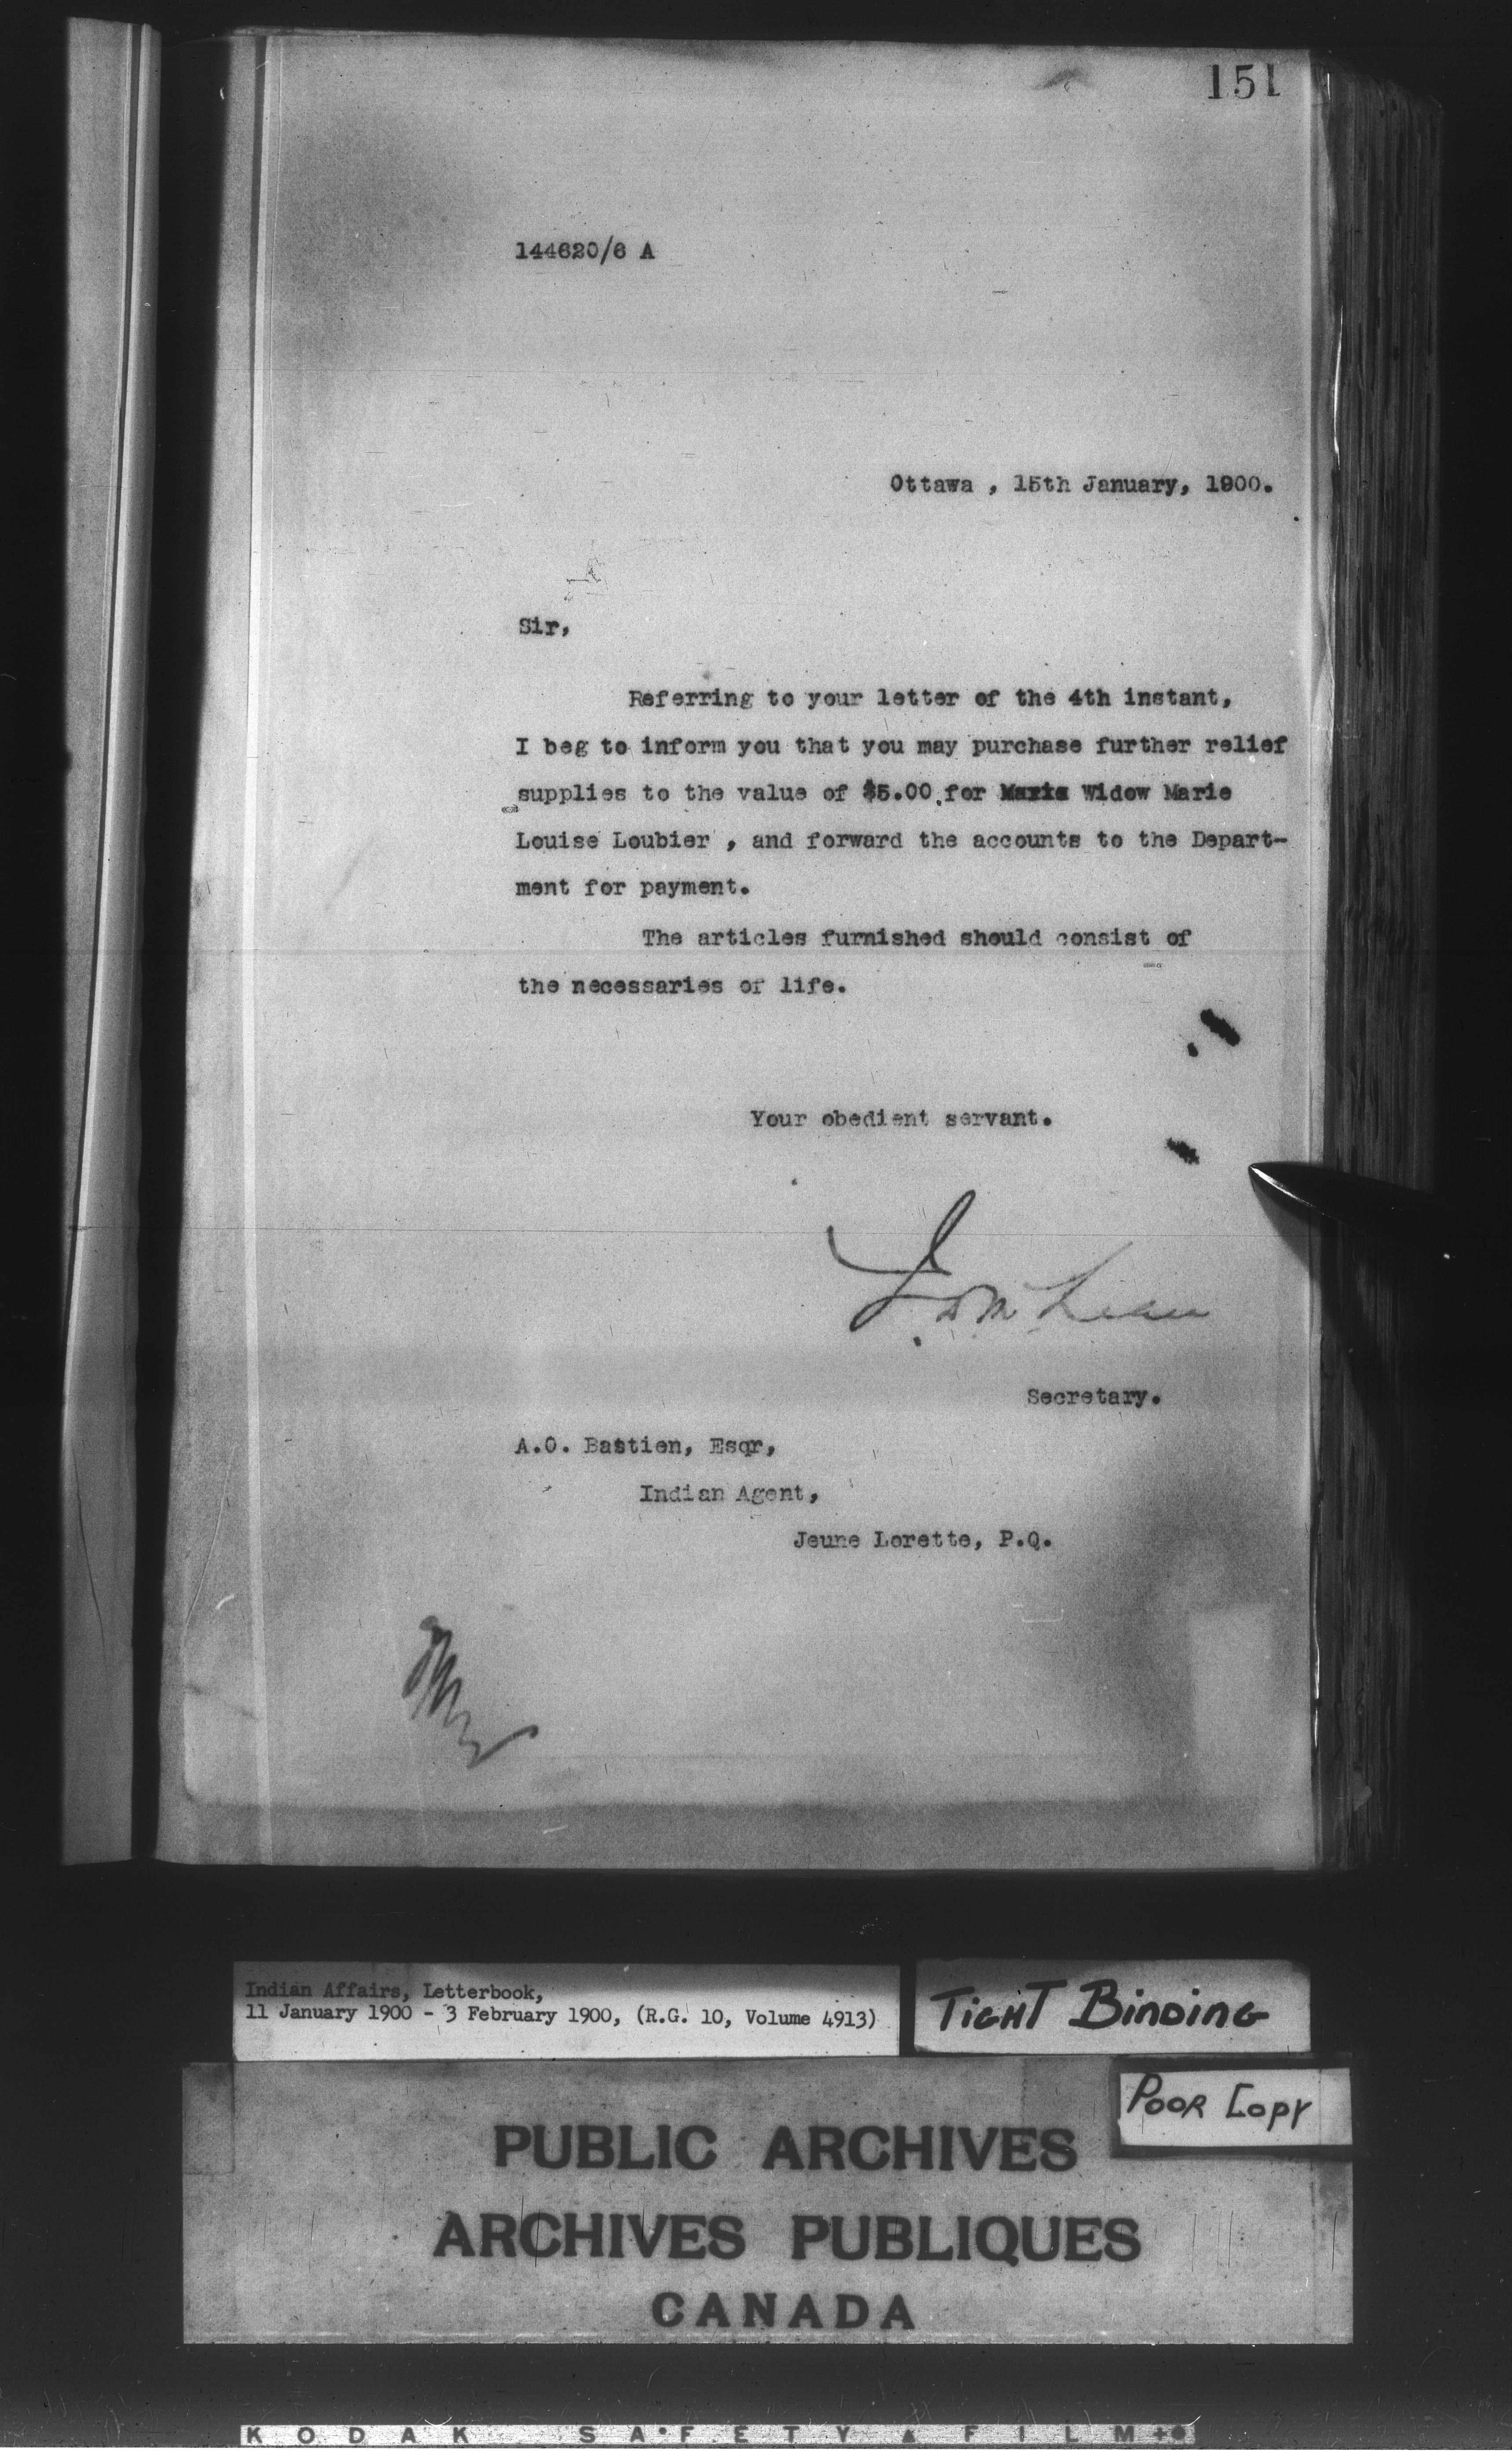 151
144620/6 A
Ottawa , 15th January, 1900.
Sir,
Referring to your letter of the 4th instant,
I beg to inform you that you may purchase further relief
supplies to the value of $5.00 for Widow Marie
Louise Loubier , and forward the accounts to the Depart-
ment for payment.
The articles furnished should consist of
the necessaries of life.
Your obedient servant.
J. D. McLean
Secretary.
A.O. Bastien, Esqr,
Indian Agent,
Jeune Lorette, P.Q.
Indian Affairs, Letterbook,
11 January 1900 - 3 February 1900, (R.G. 10, Volume 4913)
TIGHT BINDING
POOR COPY
PUBLIC ARCHIVES
ARCHIVES PUBLIQUES
CANADA
KODAK SAFETY FILM